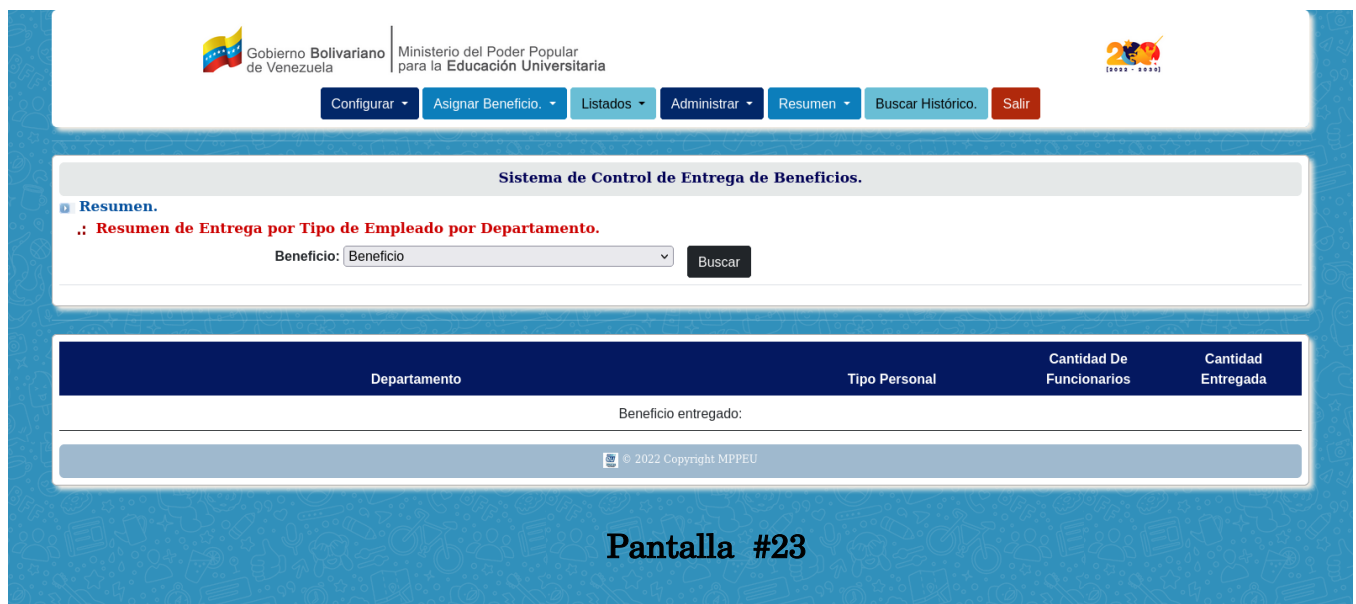 Gobierno Bolivariano
de Venezuela
Ministerio del Poder Popular
para la Educación Universitaria
[2022 - 2030]
Configurar
Asignar Beneficio.
Listados
Administrar
Resumen
Buscar Histórico.
Salir
Sistema de Control de Entrega de Beneficios.
Resumen.
.: Resumen de Entrega por Tipo de Empleado por Departamento.
Beneficio: Beneficio
Buscar
Departamento
Tipo Personal
Cantidad De
Funcionarios
Cantidad
Entregada
Beneficio entregado:
© 2022 Copyright MPPEU
Pantalla #23